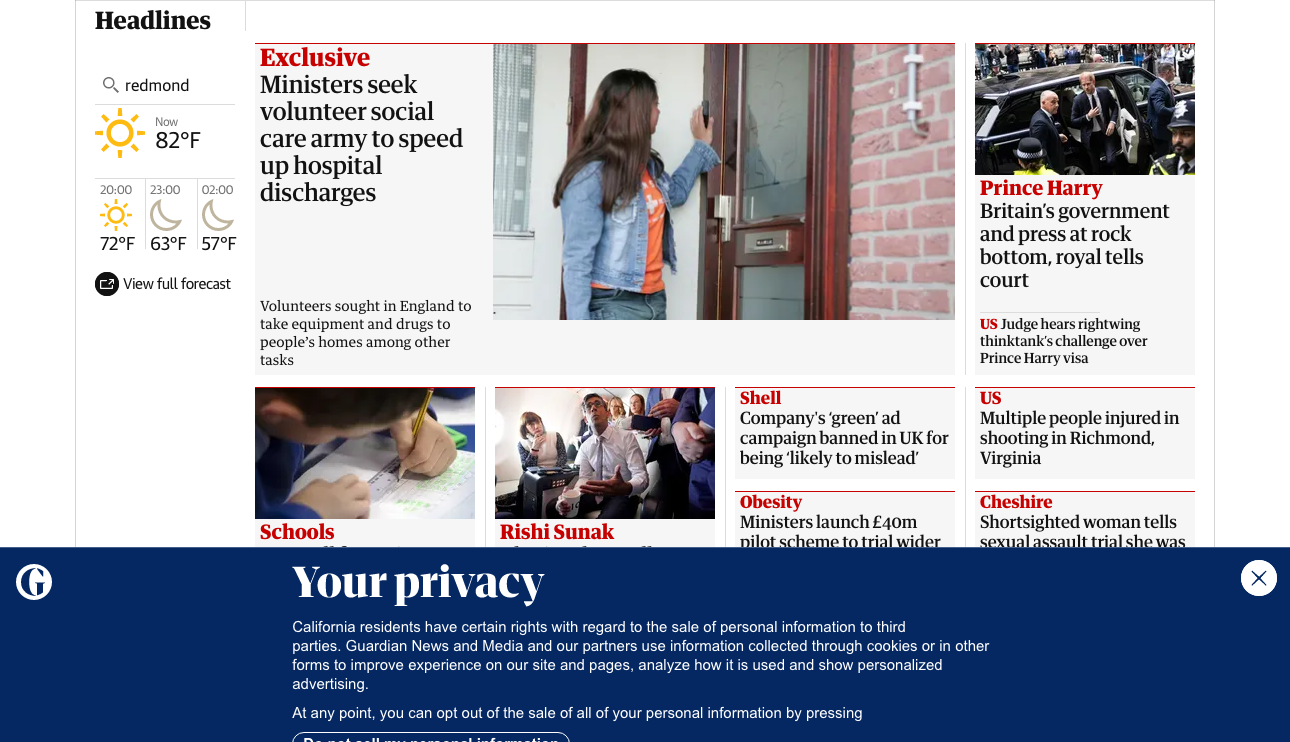 Headlines
redmond
Now
82°F
20:00
23:00
02:00
72°F
63°F
57°F
View full forecast
Exclusive
Ministers seek
volunteer social
care army to speed
up hospital
discharges
Volunteers sought in England to
take equipment and drugs to
people’s homes among other
tasks
Prince Harry
Britain’s government
and press at rock
bottom, royal tells
court
US Judge hears rightwing
thinktank’s challenge over
Prince Harry visa
Schools
Rishi Sunak
Shell
Company's ‘green’ ad
campaign banned in UK for
being ‘likely to mislead’
US
Multiple people injured in
shooting in Richmond,
Virginia
Obesity
Ministers launch £40m
pilot scheme to trial wider
Cheshire
Shortsighted woman tells
sexual assault trial she was
G
Your privacy
California residents have certain rights with regard to the sale of personal information to third
parties. Guardian News and Media and our partners use information collected through cookies or in other
forms to improve experience on our site and pages, analyze how it is used and show personalized
advertising.
At any point, you can opt out of the sale of all of your personal information by pressing
Do not sell my personal information